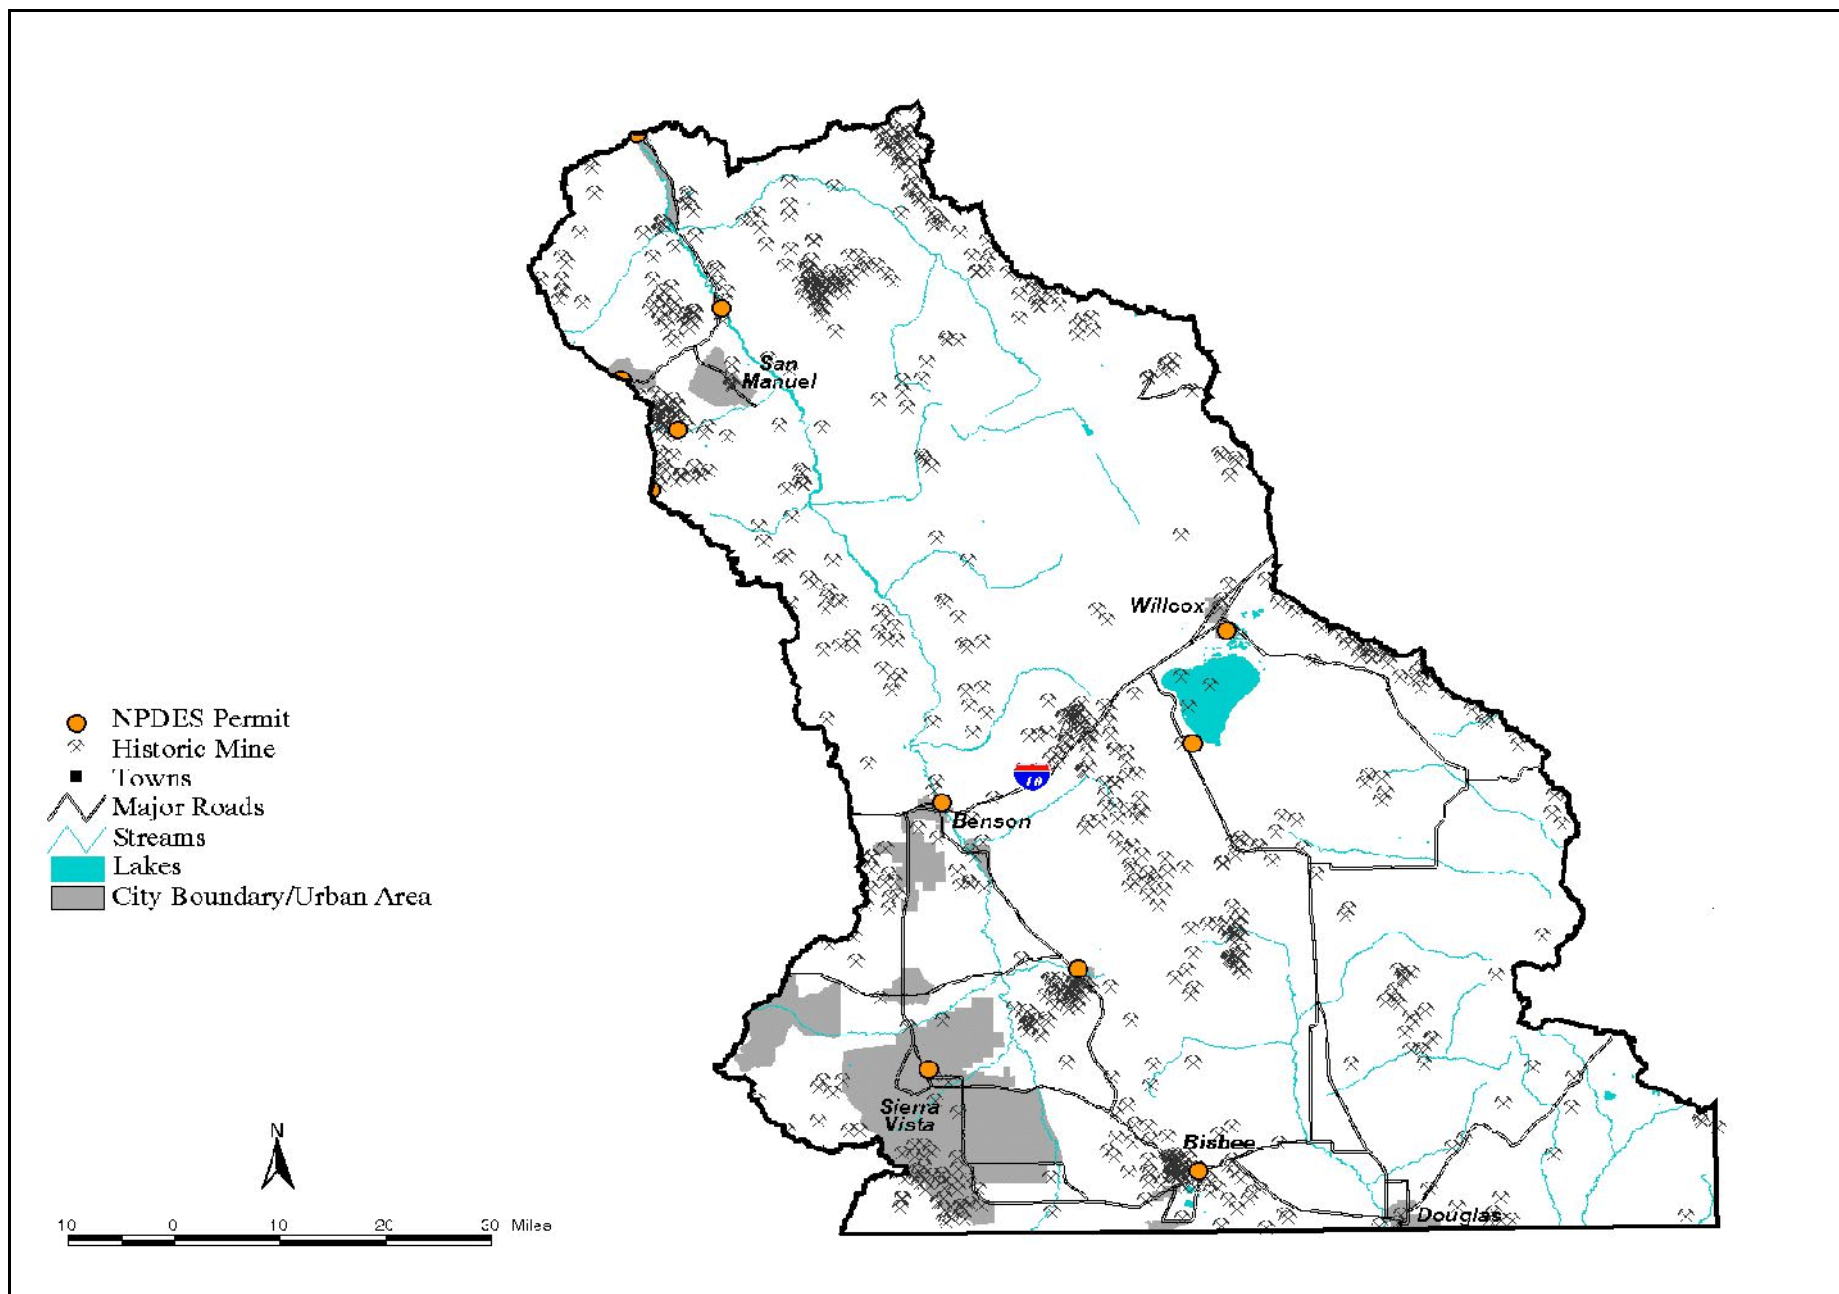 San
Manuel
Willcox
NPDES Permit
Historic Mine
Towns
10
Major Roads
Benson
Streams
Lakes
City Boundary/Urban Area
Sierra
Vista
N
Bisbee
Douglas
10 0 10 20 30 Miles